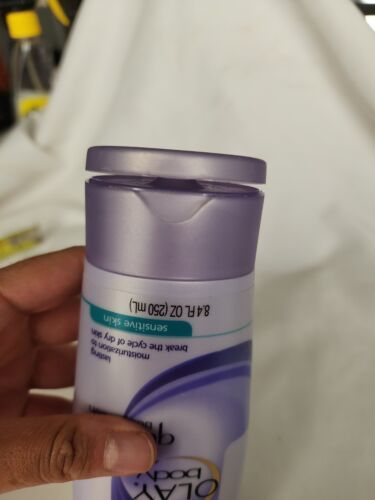 OLAY
body
lasting
moisturization to
break the cycle of dry skin
sensitive skin
8.4 FL OZ (250 mL)